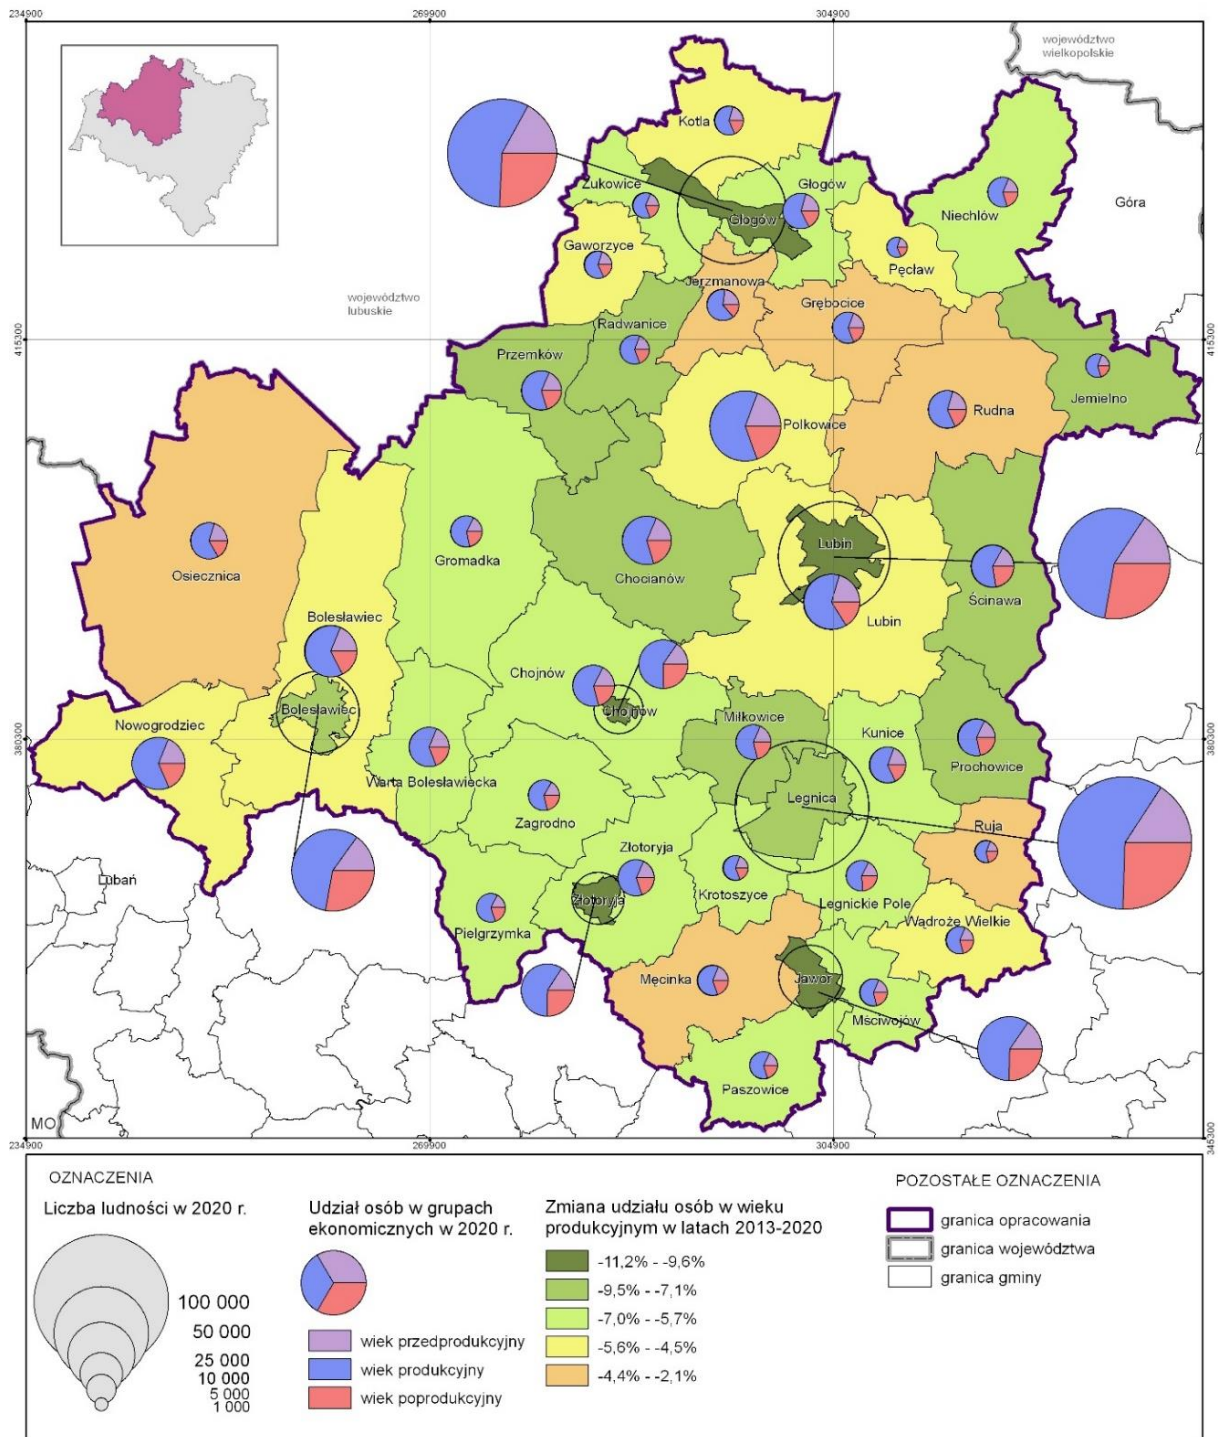 234900
269900
304900
województwo
wielkopolskie
Kotla
Żukowice
Głogów
Głogów
Niechlów
Góra
Gaworzyce
Pęcław
Jerzmanowa
Grębocice
województwo
lubuskie
Radwanice
415300
415300
Przemków
Jemielno
Rudna
Polkowice
Lubin
Gromadka
Chocianów
Osiecznica
Ścinawa
Bolesławiec
Lubin
Chojnów
Bolesławiec
Chojnów
Nowogrodziec
Miłkowice
Kunice
380300
380300
Warta Bolesławiecka
Prochowice
Legnica
Zagrodno
Ruja
Złotoryja
Lubań
Krotoszyce
Złotoryja
Legnickie Pole
Wądroże Wielkie
Pielgrzymka
Męcinka
Jawor
Mściwojów
Paszowice
MO
234900
269900
304900
345300
OZNACZENIA
Liczba ludności w 2020 r.
100 000
50 000
25 000
10 000
5 000
1 000
Udział osób w grupach
ekonomicznych w 2020 r.
wiek przedprodukcyjny
wiek produkcyjny
wiek poprodukcyjny
Zmiana udziału osób w wieku
produkcyjnym w latach 2013-2020
-11,2% - -9,6%
-9,5% - -7,1%
-7,0% - -5,7%
-5,6% - -4,5%
-4,4% - -2,1%
POZOSTAŁE OZNACZENIA
granica opracowania
granica województwa
granica gminy